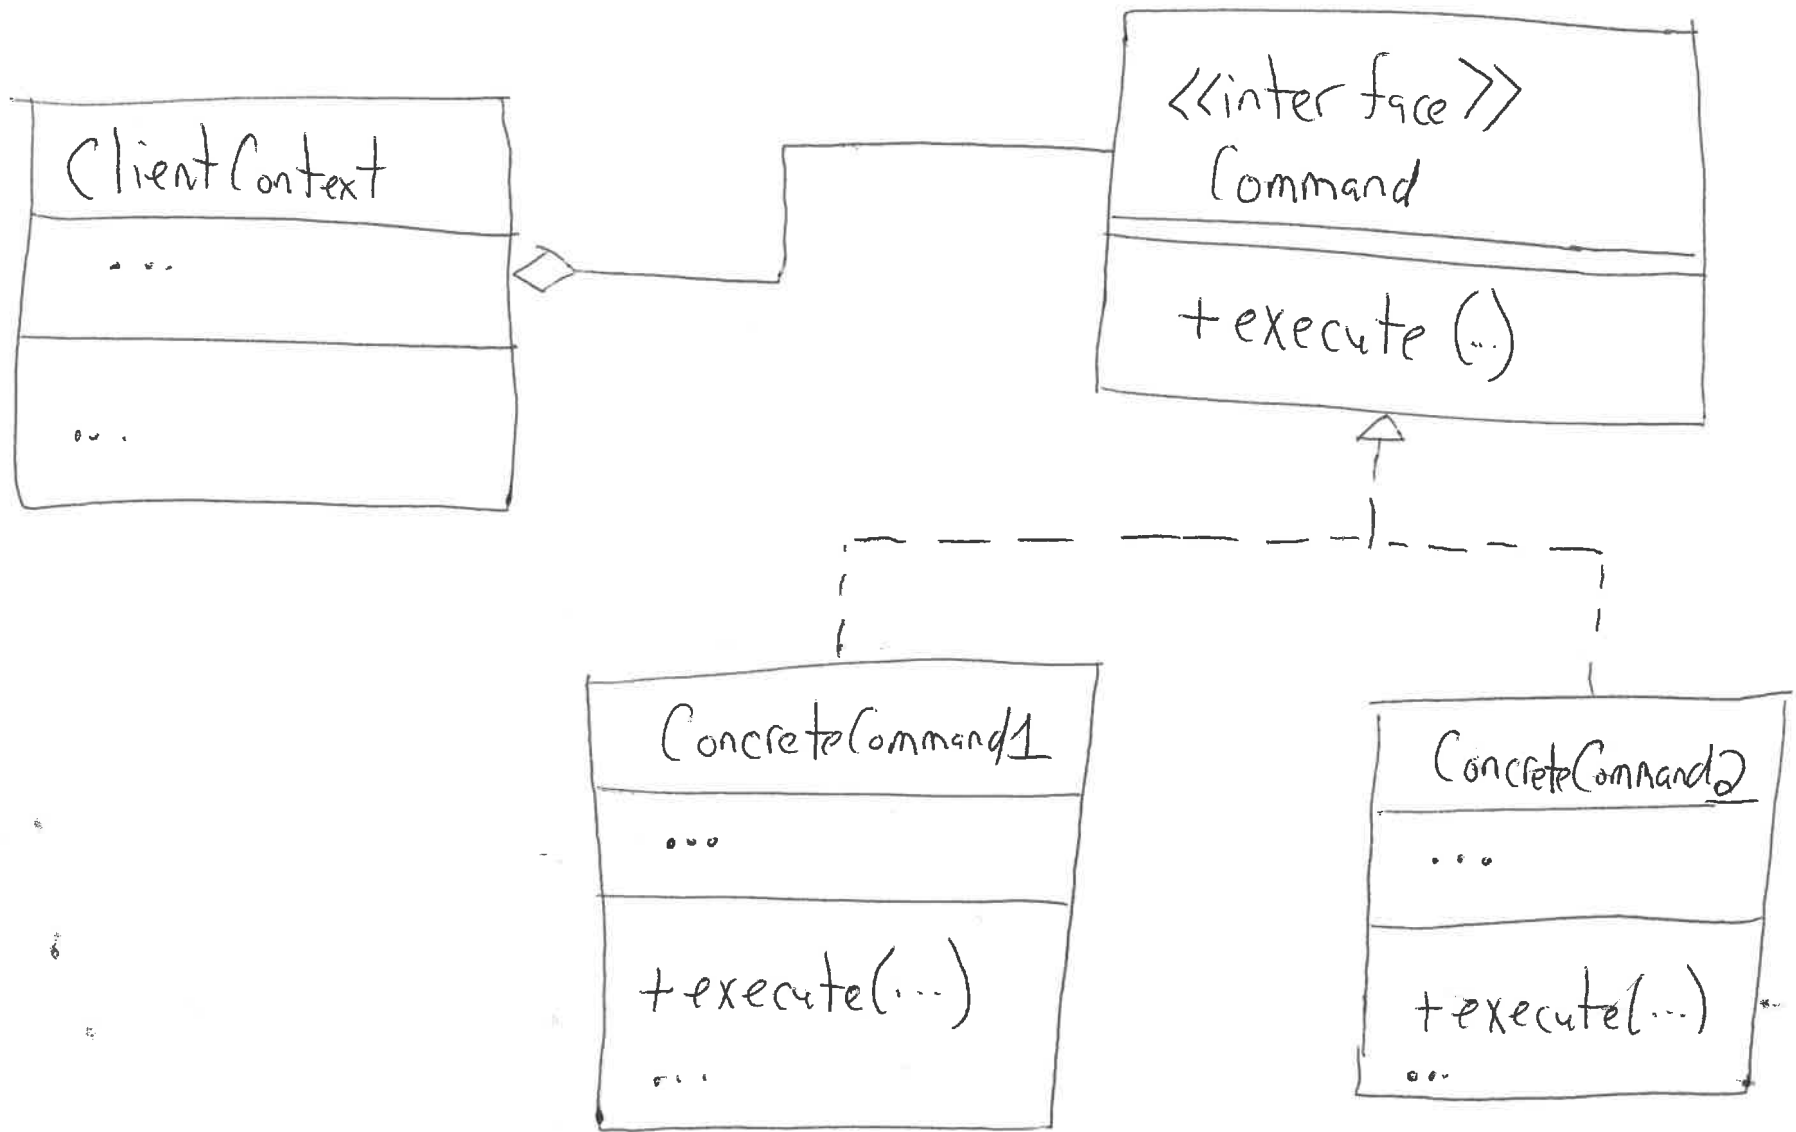 ClientContext
...
...
<<interface>>
Command
+execute(...)
ConcreteCommand1
...
+execute(...)
...
ConcreteCommand2
...
+execute(...)
...